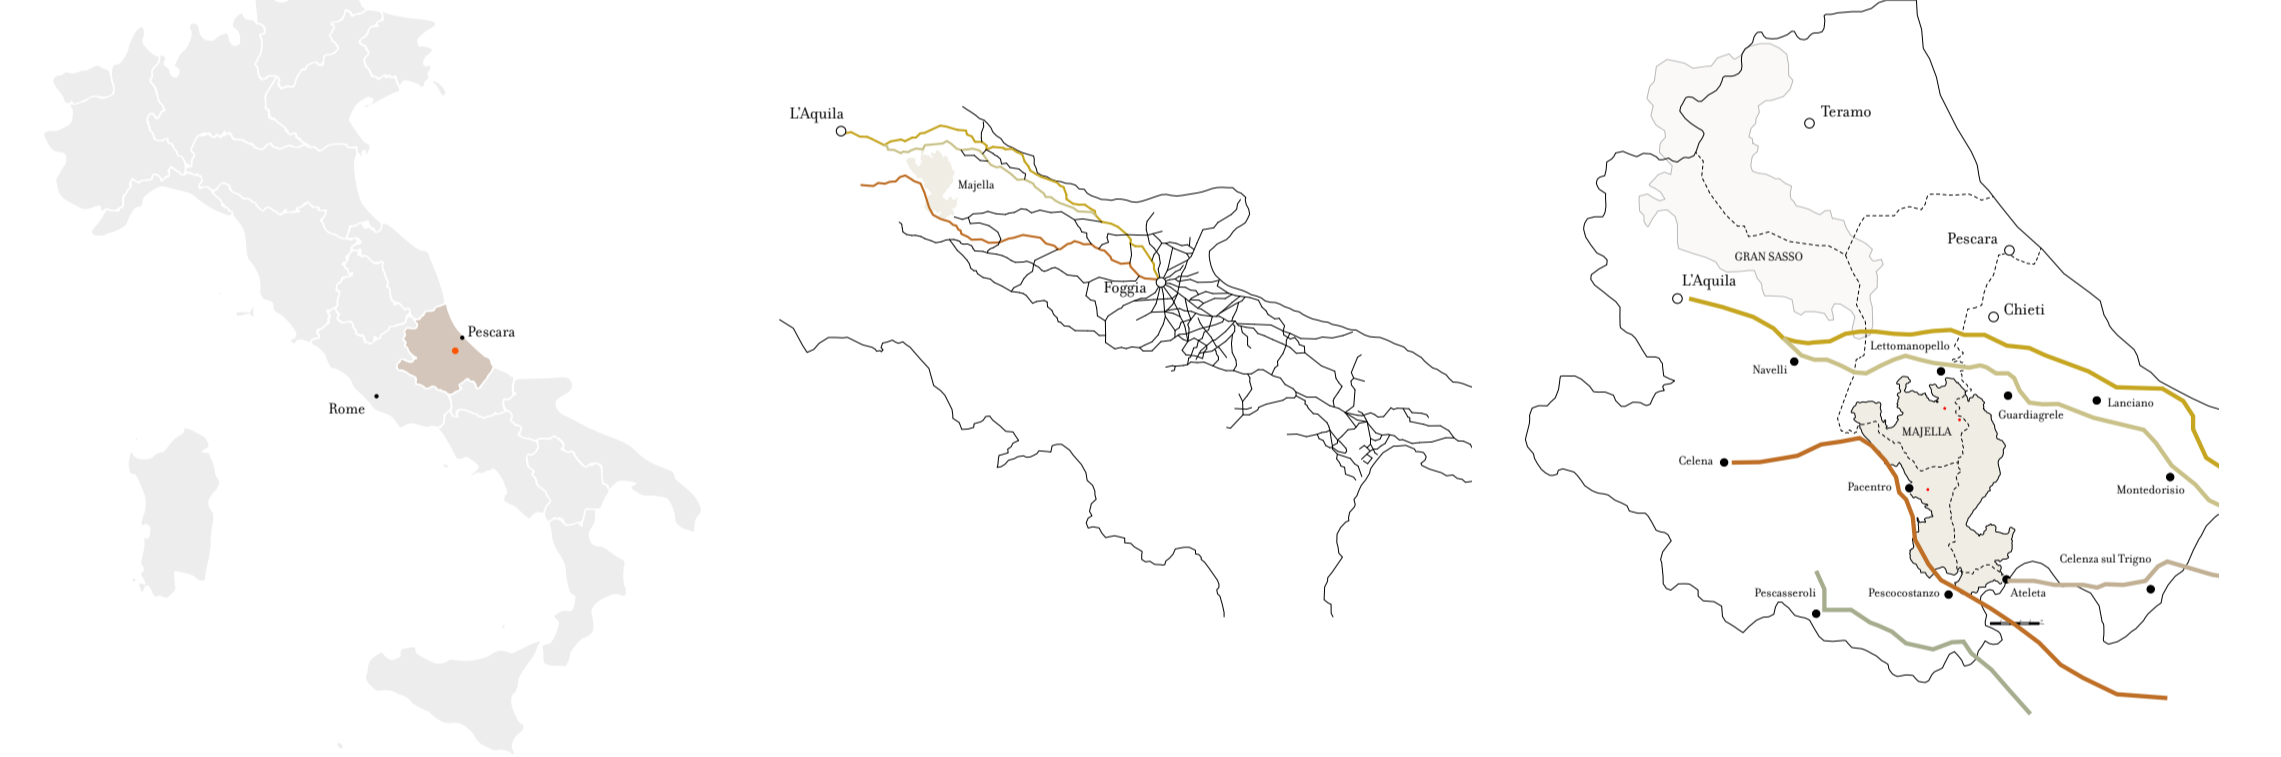 Pescara
Rome
L'Aquila
Majella
Foggia
Teramo
Pescara
GRAN SASSO
L'Aquila
Chieti
Lettomanopello
Navelli
Lanciano
Guardiagrele
MAJELLA
Celena
Pacentro
Montedorisio
Celenza sul Trigno
Pescasseroli
Pescocostanzo
Ateleta